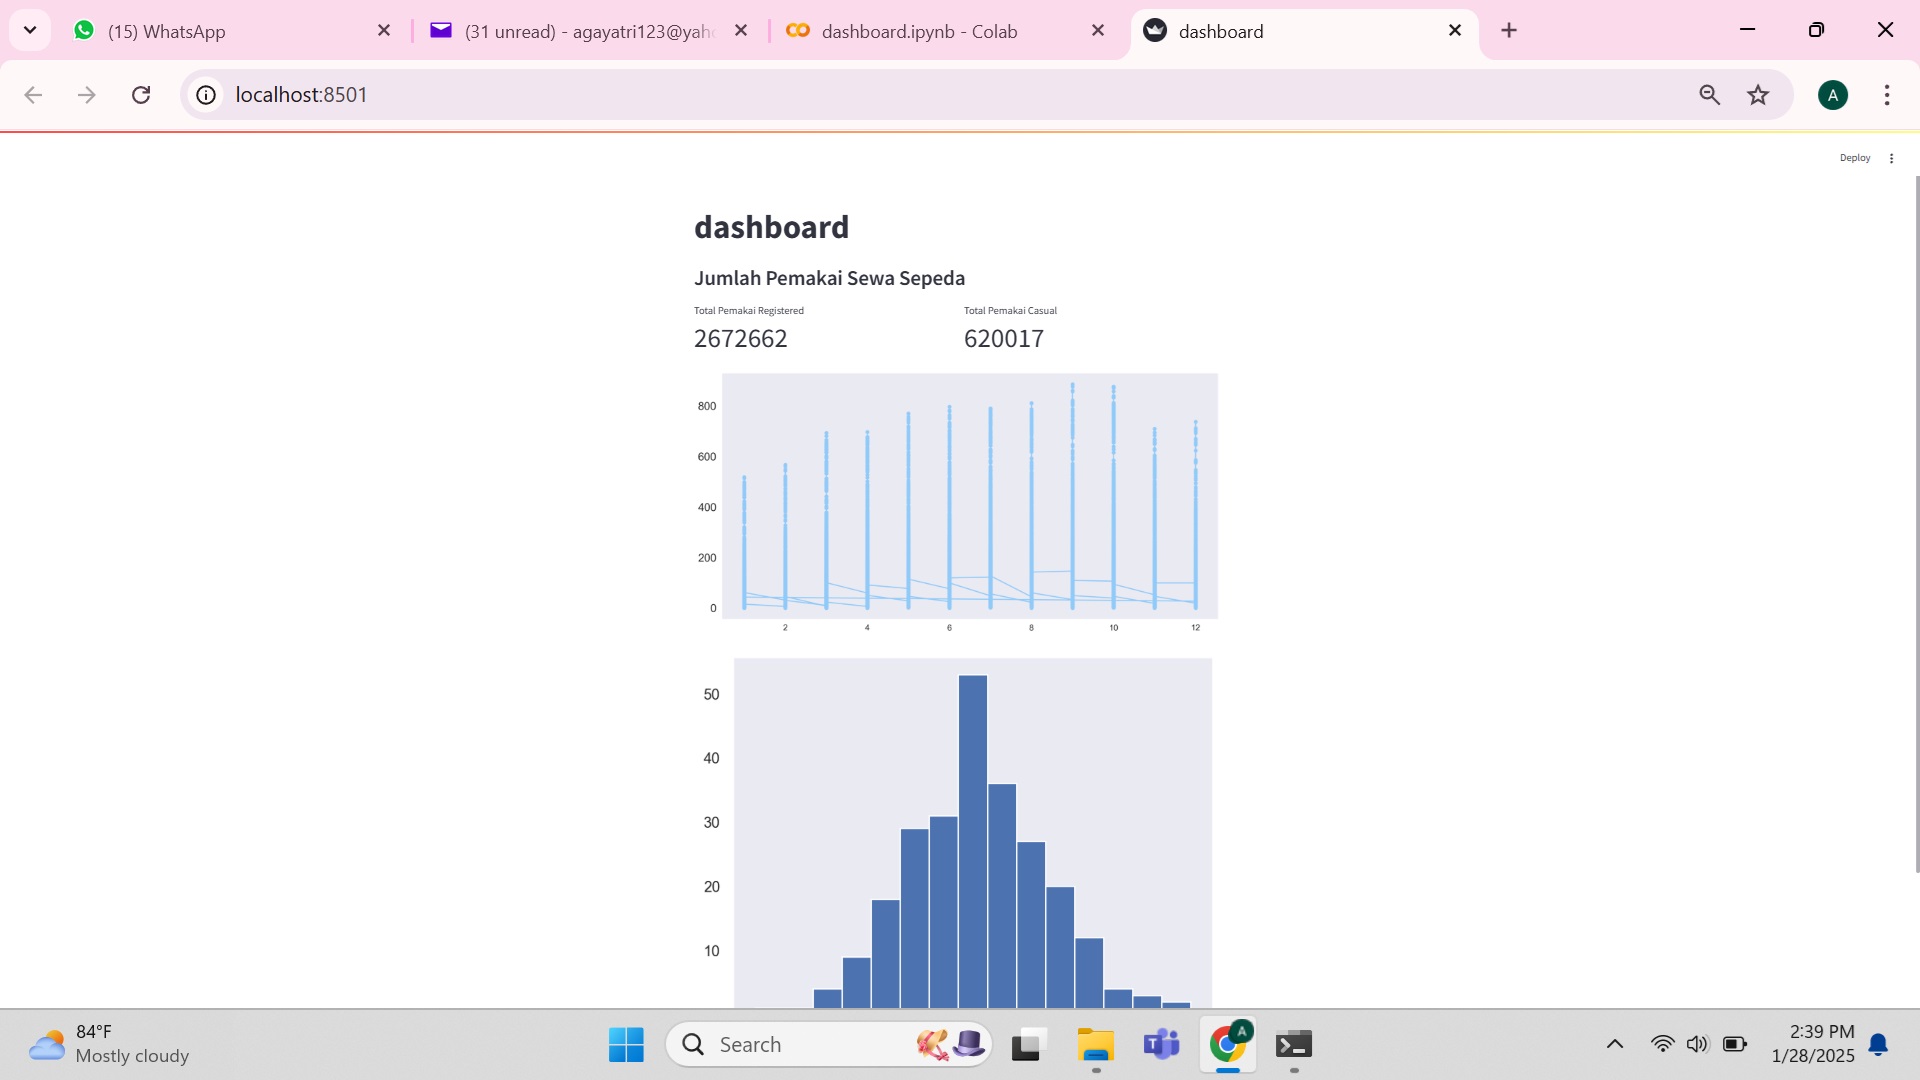 (15) WhatsApp
(31 unread) - agayatri123@yaho
dashboard.ipynb - Colab
dashboard
localhost:8501
A
Deploy
dashboard
Jumlah Pemakai Sewa Sepeda
Total Pemakai Registered
Total Pemakai Casual
2672662
620017
800
600
400
200
0
2
4
6
8
10
12
50
40
30
20
10
84°F
Mostly cloudy
Search
T
A
2:39 PM
1/28/2025